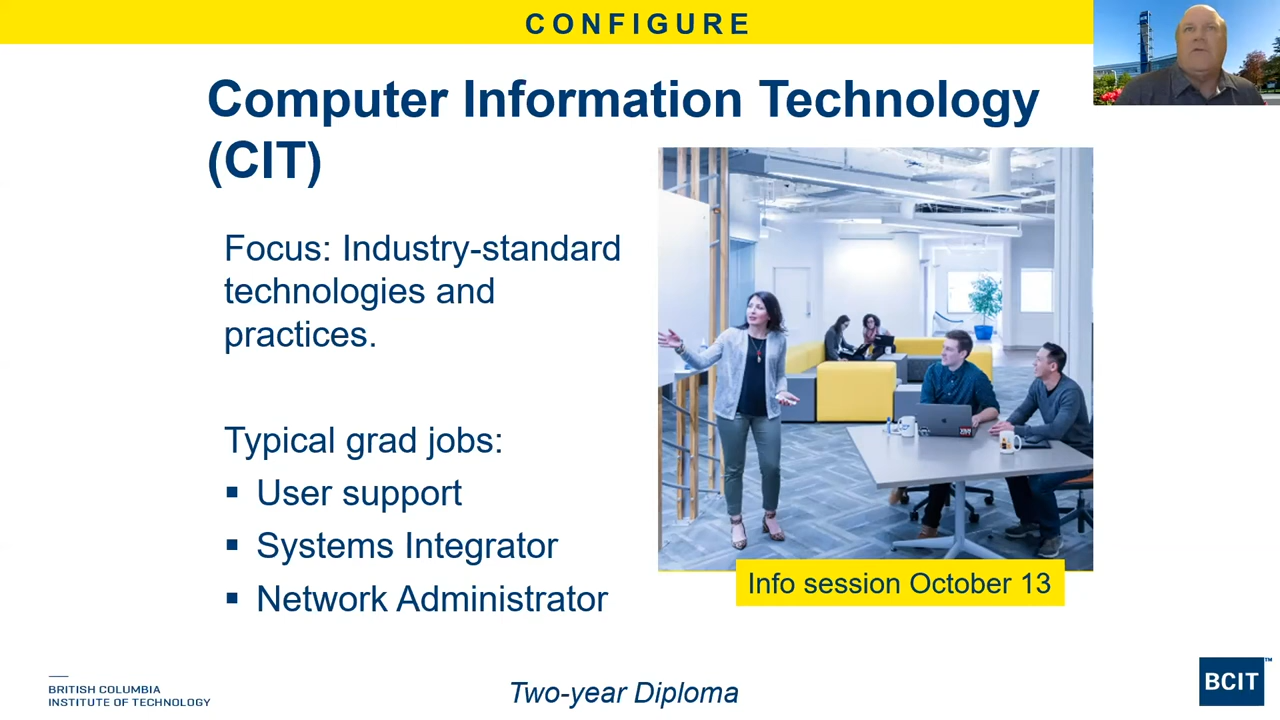 CONFIGURE
Computer Information Technology
(CIT)
Focus: Industry-standard
technologies and
practices.
Typical grad jobs:
▪ User support
▪ Systems Integrator
▪ Network Administrator
Info session October 13
BRITISH COLUMBIA
INSTITUTE OF TECHNOLOGY
Two-year Diploma
BCIT™